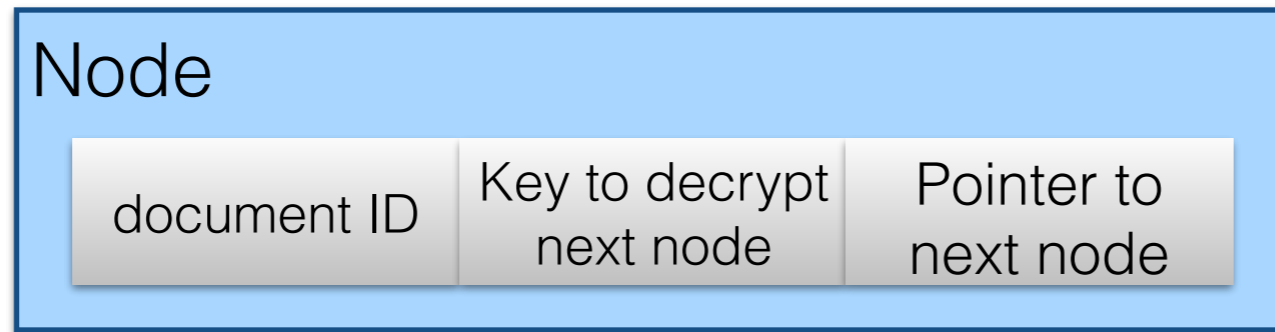 Node
document ID
Key to decrypt
next node
Pointer to
next node